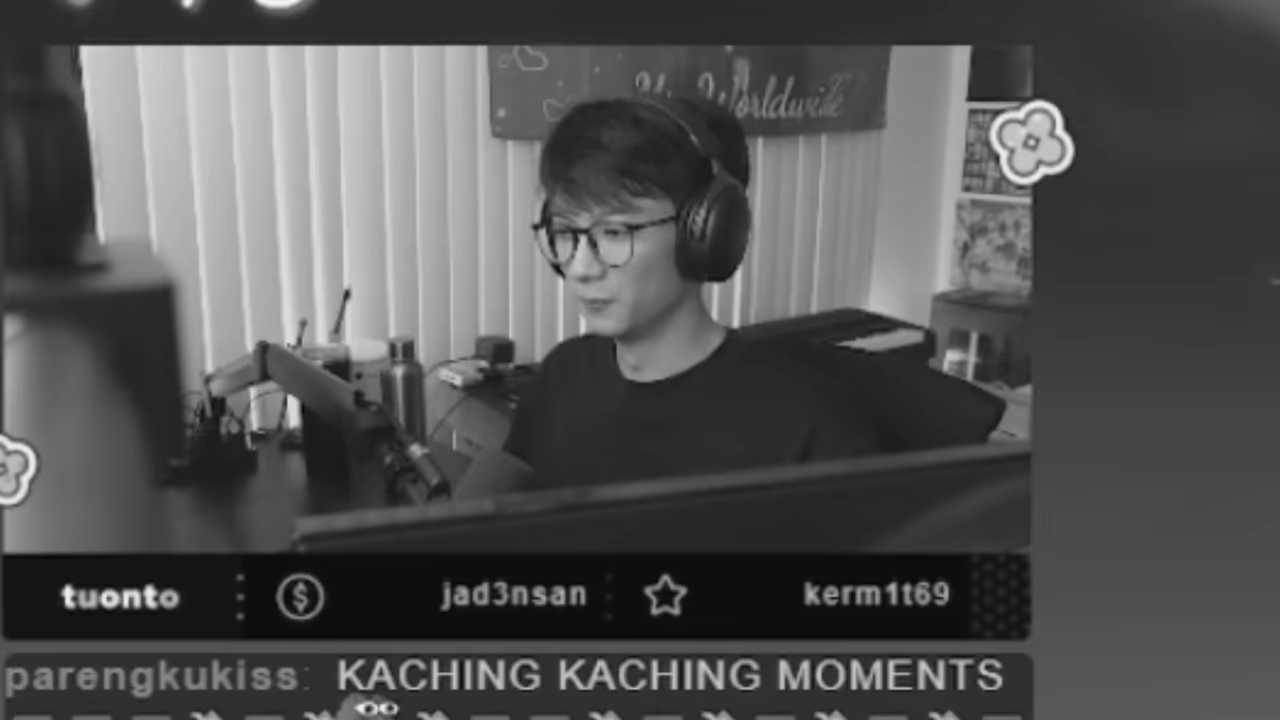 Worldwide
tuonto
jad3nsan
kerm1t69
parengkukiss: KACHING KACHING MOMENTS